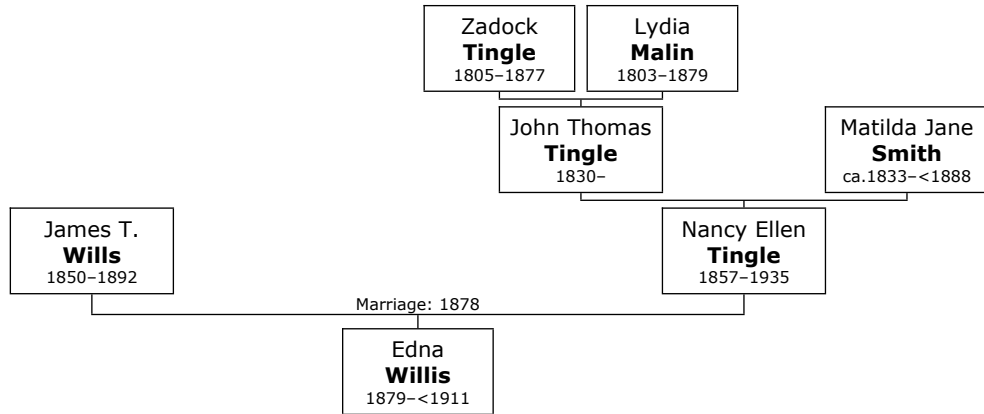 Zadock
Tingle
1805–1877
Lydia
Malin
1803–1879
John Thomas
Tingle
1830–
Matilda Jane
Smith
ca.1833–<1888
James T.
Wills
1850–1892
Nancy Ellen
Tingle
1857–1935
Marriage: 1878
Edna
Willis
1879–<1911